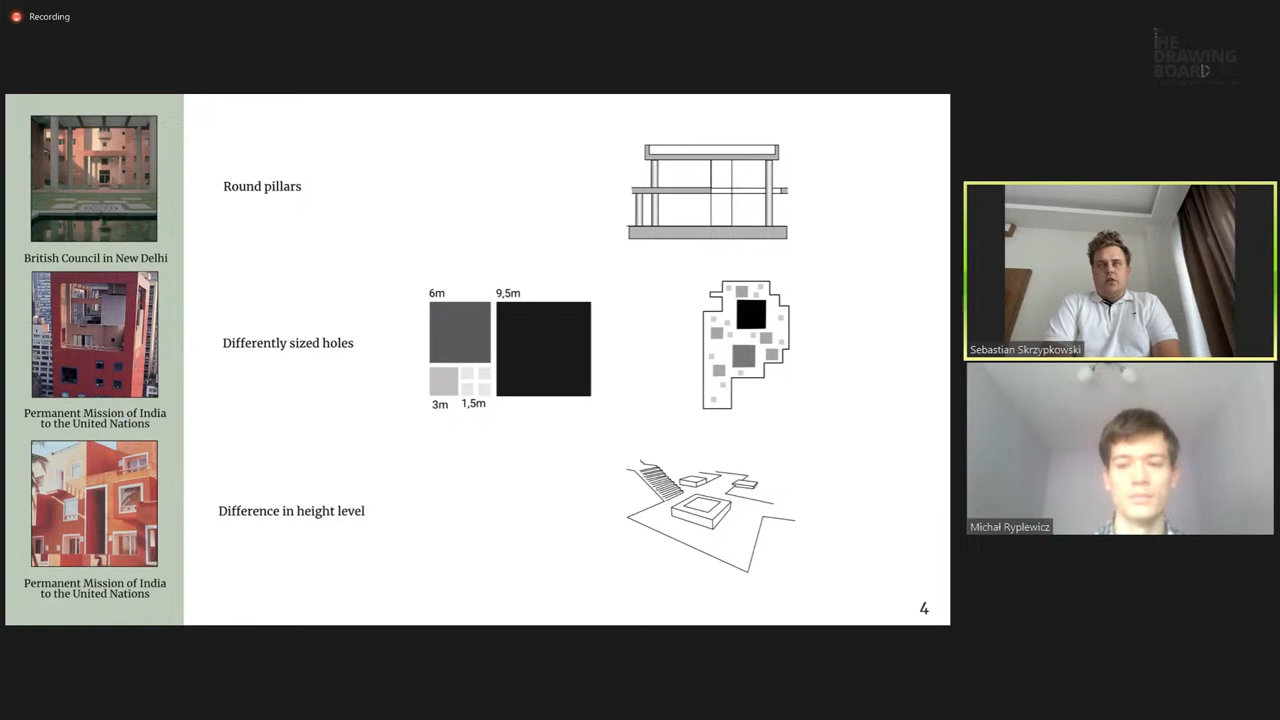 Recording
THE
DRAWING
BOARD
British Council in New Delhi
Permanent Mission of India
to the United Nations
Permanent Mission of India
to the United Nations
Round pillars
Differently sized holes
6m
9,5m
3m
1,5m
Difference in height level
4
Sebastian Skrzypkowski
Michał Ryplewicz